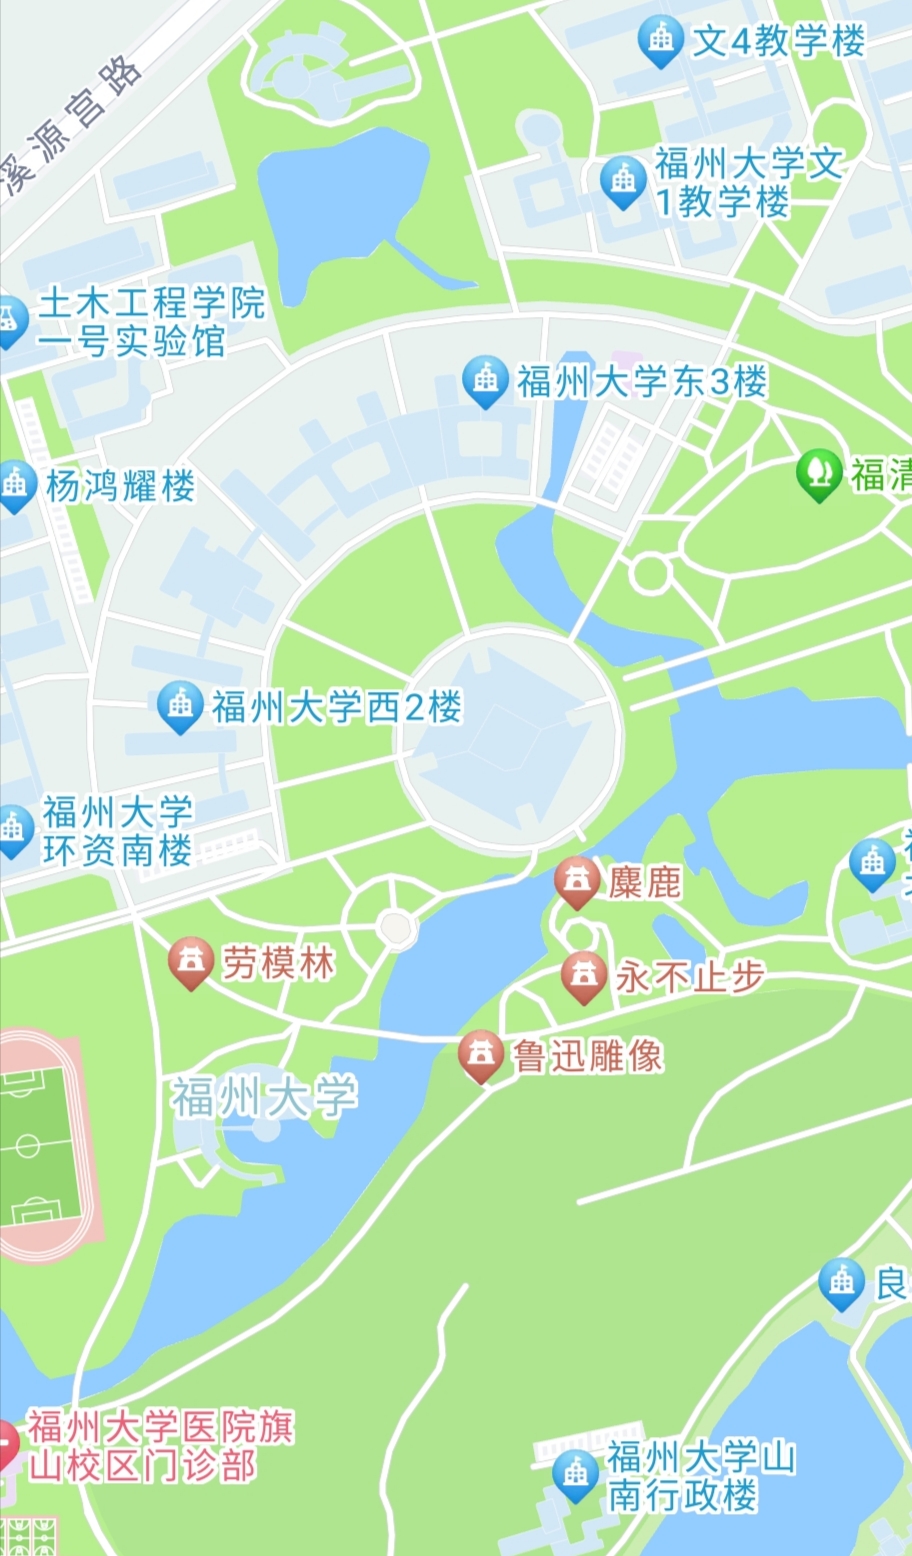 文4教学楼
溪源宫路
福州大学文
1教学楼
土木工程学院
一号实验馆
福州大学东3楼
福清
杨鸿耀楼
福州大学西2楼
福州大学
环资南楼
麋鹿
劳模林
永不止步
鲁迅雕像
福州大学
良
福州大学医院旗
山校区门诊部
福州大学山
南行政楼